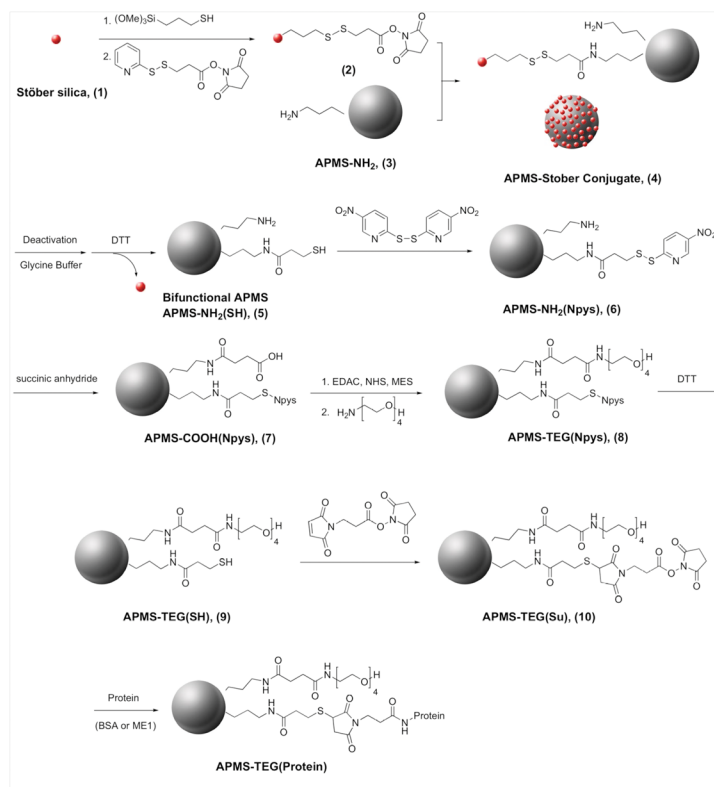 1. (OMe)3Si SH
2. N S S O O N O O
Stöber silica, (1)
S S O O N O O
(2)
H2N
APMS-NH2, (3)
H2N
S S O N H
APMS-Stober Conjugate, (4)
Deactivation
Glycine Buffer
DTT
NH2
N H O SH
Bifunctional APMS
APMS-NH2(SH), (5)
NO2 N S S N NO2
NH2
N H O S S N NO2
APMS-NH2(Npys), (6)
succinic anhydride
N H O O OH
N H O S Npys
APMS-COOH(Npys), (7)
1. EDAC, NHS, MES
2. H2N O H 4
N H O O H N O H 4
N H O S Npys
APMS-TEG(Npys), (8)
DTT
N H O O H N O H 4
N H O SH
APMS-TEG(SH), (9)
O N O O O N O O
N H O O H N O H 4
N H O S O N O O O N O O
APMS-TEG(Su), (10)
Protein
(BSA or ME1)
N H O O H N O H 4
N H O S O N O O N H Protein
APMS-TEG(Protein)